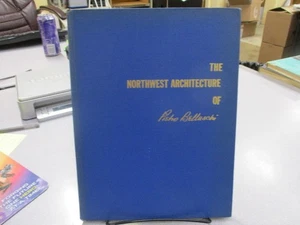 THE
NORTHWEST ARCHITECTURE
OF
Pietro Belluschi